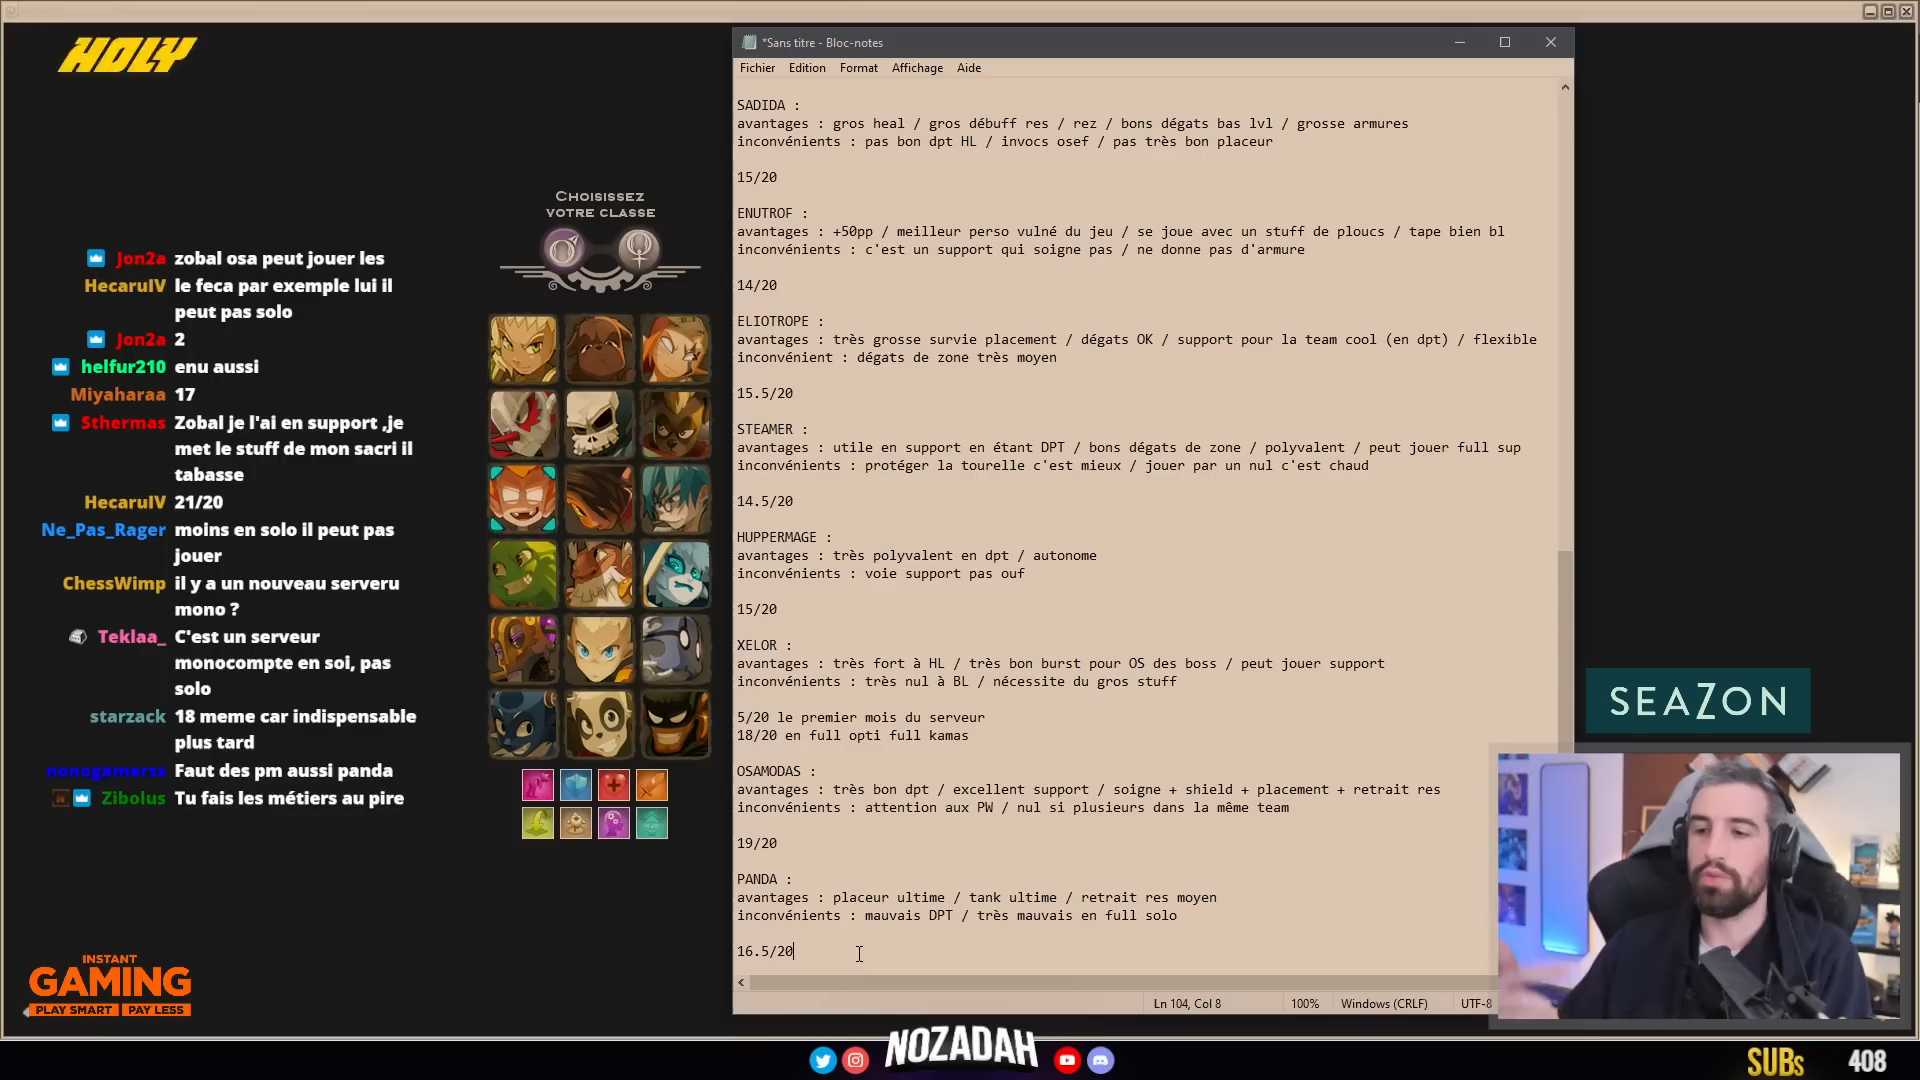 HOLY
Jon2a zobal osa peut jouer les
HecaruIV le feca par exemple lui il
peut pas solo
Jon2a 2
helfur210 enu aussi
Miyaharaa 17
Sthermas Zobal je l'ai en support ,je
met le stuff de mon sacri il
tabasse
HecaruIV 21/20
Ne_Pas_Rager moins en solo il peut pas
jouer
ChessWimp il y a un nouveau serveru
mono ?
Teklaa_ C'est un serveur
monocompte en soi, pas
solo
starzack 18 meme car indispensable
plus tard
nonogamerss Faut des pm aussi panda
Zibolus Tu fais les métiers au pire
INSTANT
GAMING
PLAY SMART | PAY LESS
CHOISISSEZ
VOTRE CLASSE
*Sans titre - Bloc-notes
Fichier Edition Format Affichage Aide
SADIDA :
avantages : gros heal / gros débuff res / rez / bons dégats bas lvl / grosse armures
inconvénients : pas bon dpt HL / invocs osef / pas très bon placeur
15/20
ENUTROF :
avantages : +50pp / meilleur perso vulné du jeu / se joue avec un stuff de ploucs / tape bien bl
inconvénients : c'est un support qui soigne pas / ne donne pas d'armure
14/20
ELIOTROPE :
avantages : très grosse survie placement / dégats OK / support pour la team cool (en dpt) / flexible
inconvénient : dégats de zone très moyen
15.5/20
STEAMER :
avantages : utile en support en étant DPT / bons dégats de zone / polyvalent / peut jouer full sup
inconvénients : protéger la tourelle c'est mieux / jouer par un nul c'est chaud
14.5/20
HUPPERMAGE :
avantages : très polyvalent en dpt / autonome
inconvénients : voie support pas ouf
15/20
XELOR :
avantages : très fort à HL / très bon burst pour OS des boss / peut jouer support
inconvénients : très nul à BL / nécessite du gros stuff
5/20 le premier mois du serveur
18/20 en full opti full kamas
OSAMODAS :
avantages : très bon dpt / excellent support / soigne + shield + placement + retrait res
inconvénients : attention aux PW / nul si plusieurs dans la même team
19/20
PANDA :
avantages : placeur ultime / tank ultime / retrait res moyen
inconvénients : mauvais DPT / très mauvais en full solo
16.5/20
Ln 104, Col 8 100% Windows (CRLF) UTF-8
SEAZON
NOZADAH
SUBs 408